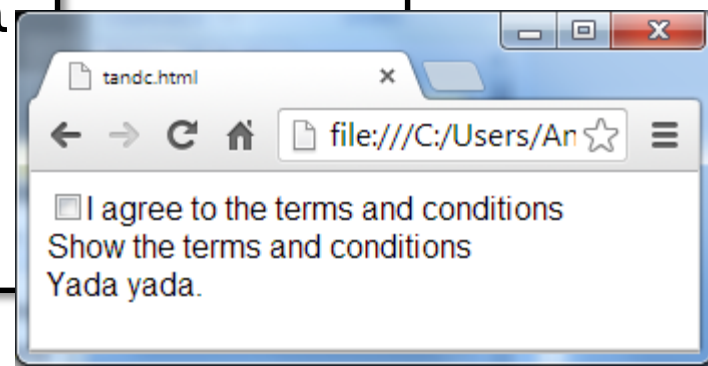 tandc.html
file:///C:/Users/An
I agree to the terms and conditions
Show the terms and conditions
Yada yada.